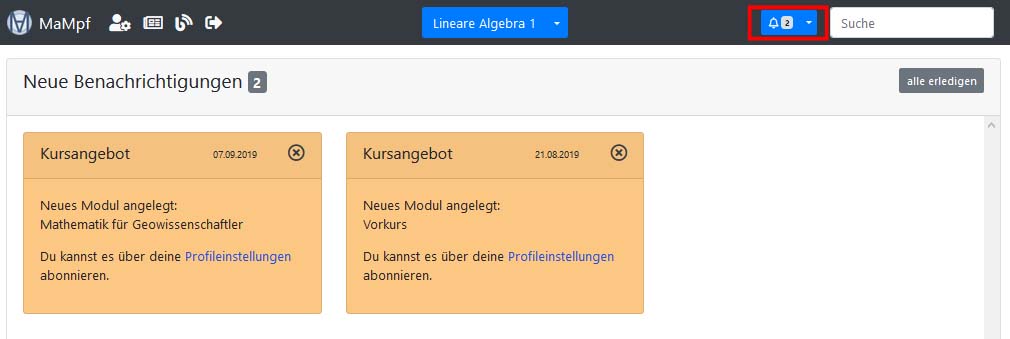 MaMpf
Lineare Algebra 1
2
Suche
Neue Benachrichtigungen 2
alle erledigen
Kursangebot 07.09.2019
Neues Modul angelegt:
Mathematik für Geowissenschaftler
Du kannst es über deine Profileinstellungen
abonnieren.
Kursangebot 21.08.2019
Neues Modul angelegt:
Vorkurs
Du kannst es über deine Profileinstellungen
abonnieren.